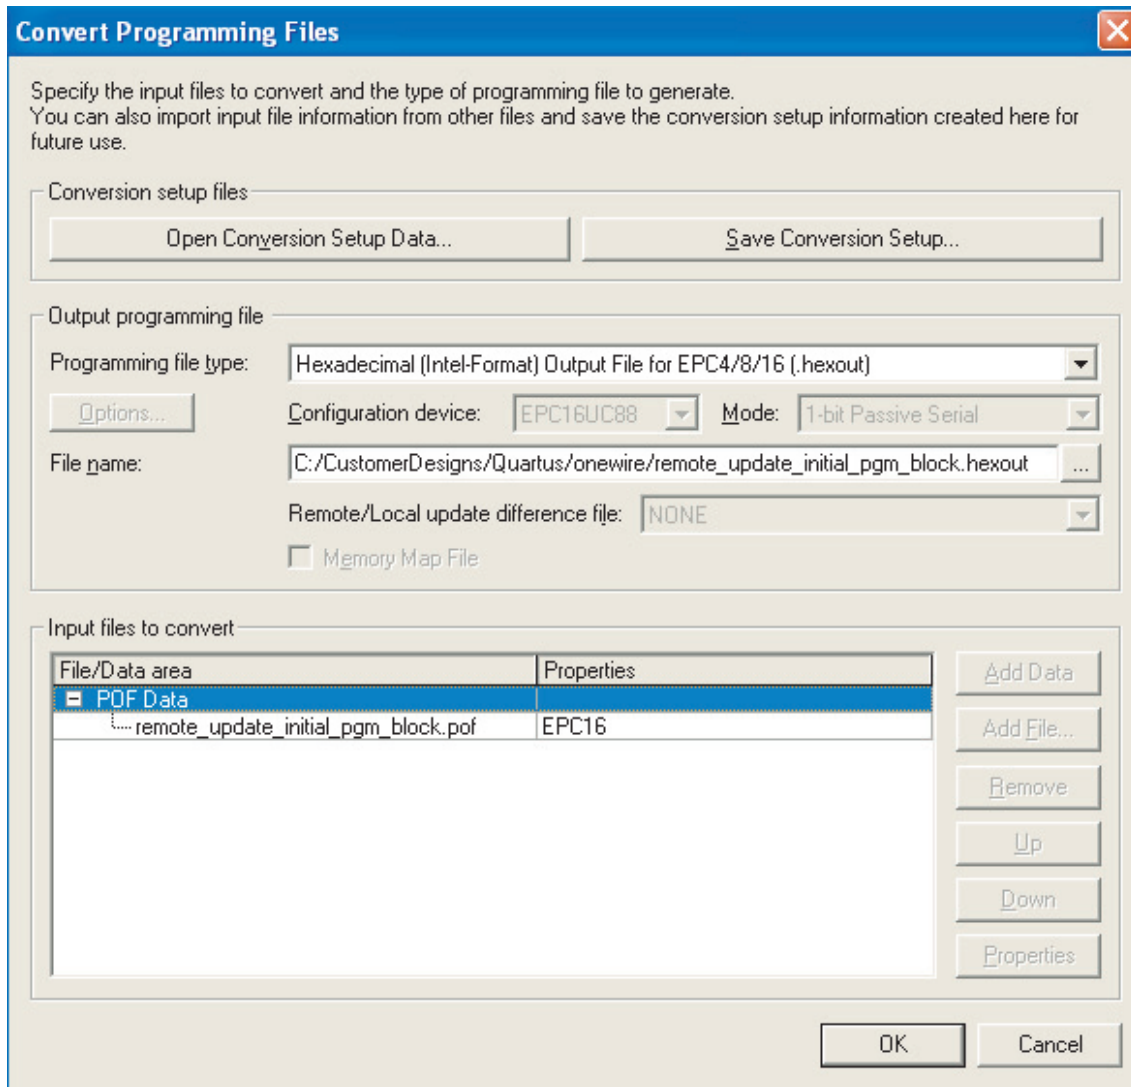 Convert Programming Files
Specify the input files to convert and the type of programming file to generate.
You can also import input file information from other files and save the conversion setup information created here for
future use.
Conversion setup files
Open Conversion Setup Data...
Save Conversion Setup...
Output programming file
Programming file type:
Hexadecimal (Intel-Format) Output File for EPC4/8/16 (.hexout)
Options...
Configuration device:
EPC16UC88
Mode:
1-bit Passive Serial
File name:
C:/CustomerDesigns/Quartus/onewire/remote_update_initial_pgm_block.hexout
...
Remote/Local update difference file:
NONE
Memory Map File
Input files to convert
File/Data area
Properties
POF Data
remote_update_initial_pgm_block.pof
EPC16
Add Data
Add File...
Remove
Up
Down
Properties
OK
Cancel